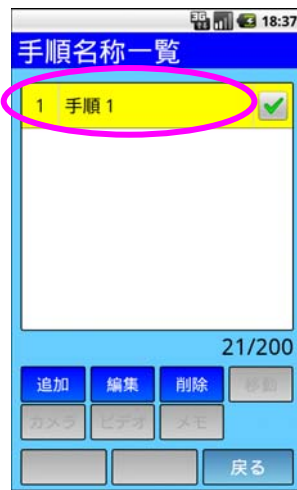 3G 18:37
手順名称一覧
1 手順 1
21/200
追加 編集 削除 移動
カメラ ビデオ メモ
戻る